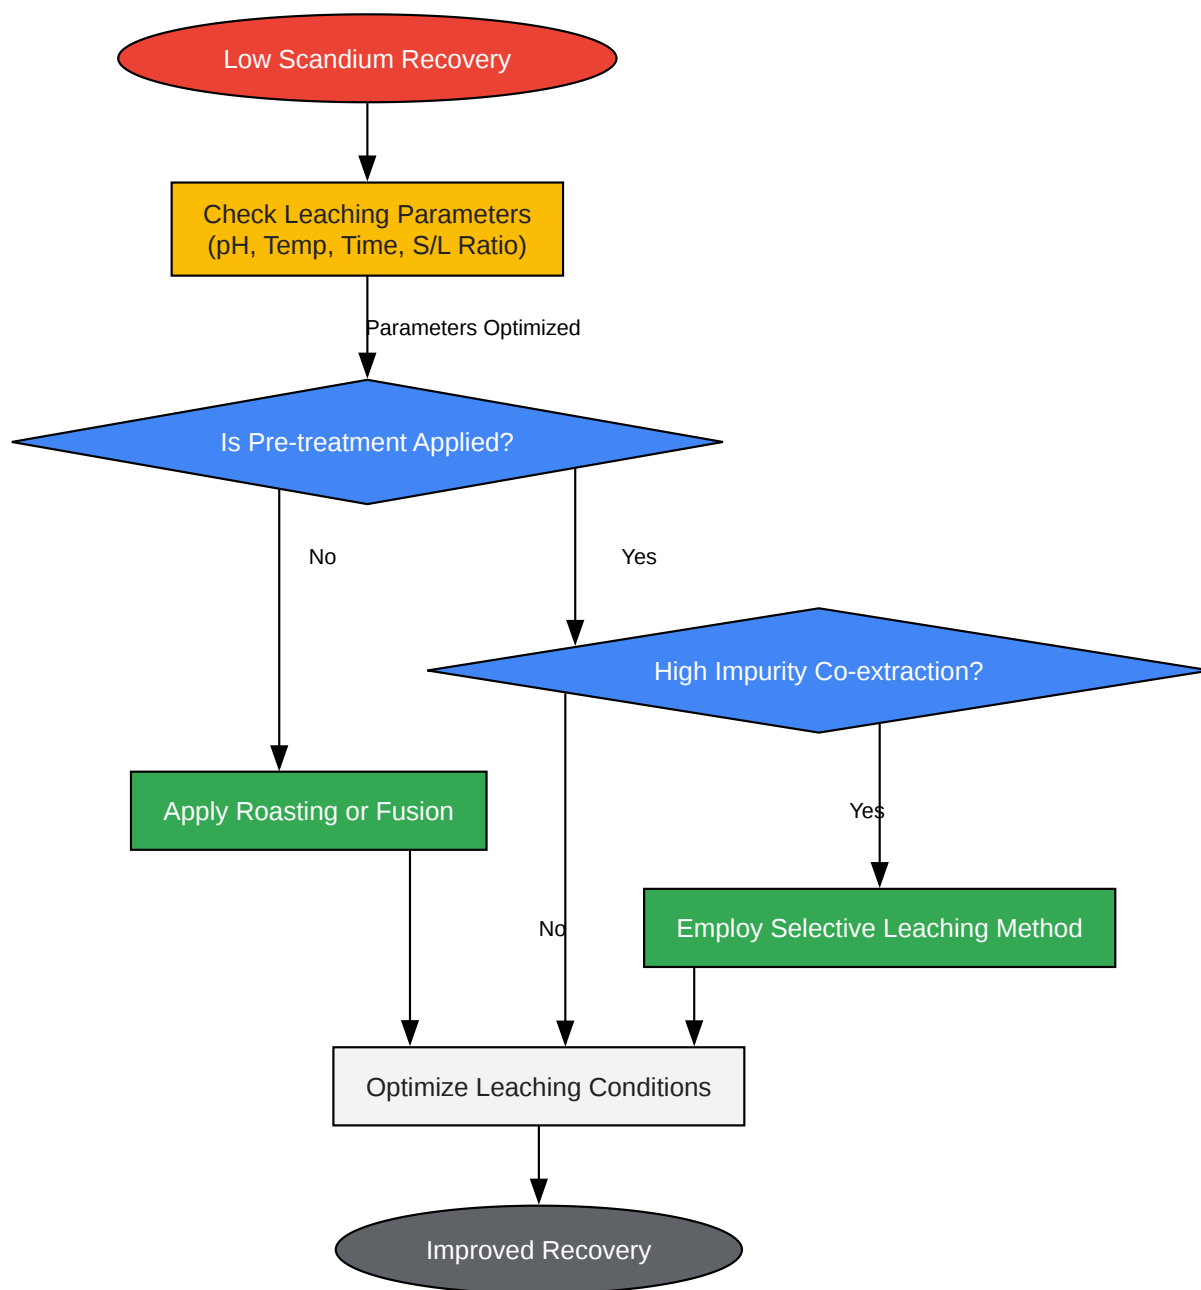 Low Scandium Recovery
Check Leaching Parameters
(pH, Temp, Time, S/L Ratio)
Parameters Optimized
Is Pre-treatment Applied?
No
Yes
High Impurity Co-extraction?
Apply Roasting or Fusion
Yes
No
Employ Selective Leaching Method
Optimize Leaching Conditions
Improved Recovery